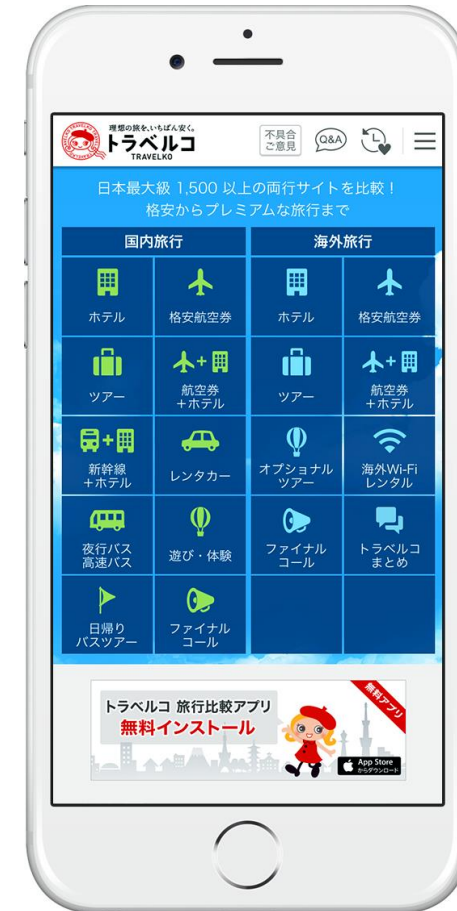 理想の旅を、いちばん安く。
トラベルコ
TRAVELKO
不具合
ご意見
Q&A
日本最大級 1,500 以上の両行サイトを比較！
格安からプレミアムな旅行まで
国内旅行
海外旅行
ホテル
格安航空券
ホテル
格安航空券
ツアー
航空券
+ホテル
ツアー
航空券
+ホテル
新幹線
+ホテル
レンタカー
オプショナル
ツアー
海外Wi-Fi
レンタル
夜行バス
高速バス
遊び・体験
ファイナル
コール
トラベルコ
まとめ
日帰り
バスツアー
ファイナル
コール
トラベルコ 旅行比較アプリ
無料インストール
無料アプリ
App Store
からダウンロード